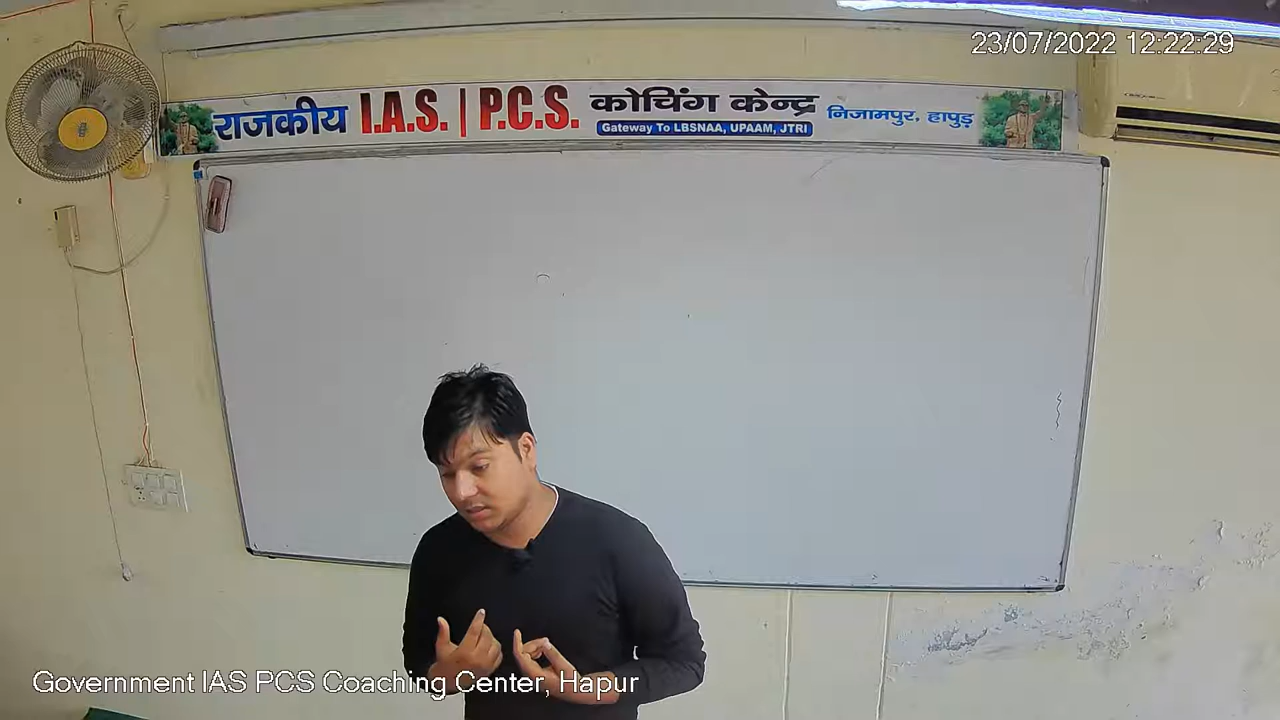 23/07/2022 12:22:29
राजकीय I.A.S. | P.C.S. कोचिंग केन्द्र निजामपुर, हापुड़
Gateway To LBSNAA, UPAAM, JTRI
Government IAS PCS Coaching Center, Hapur